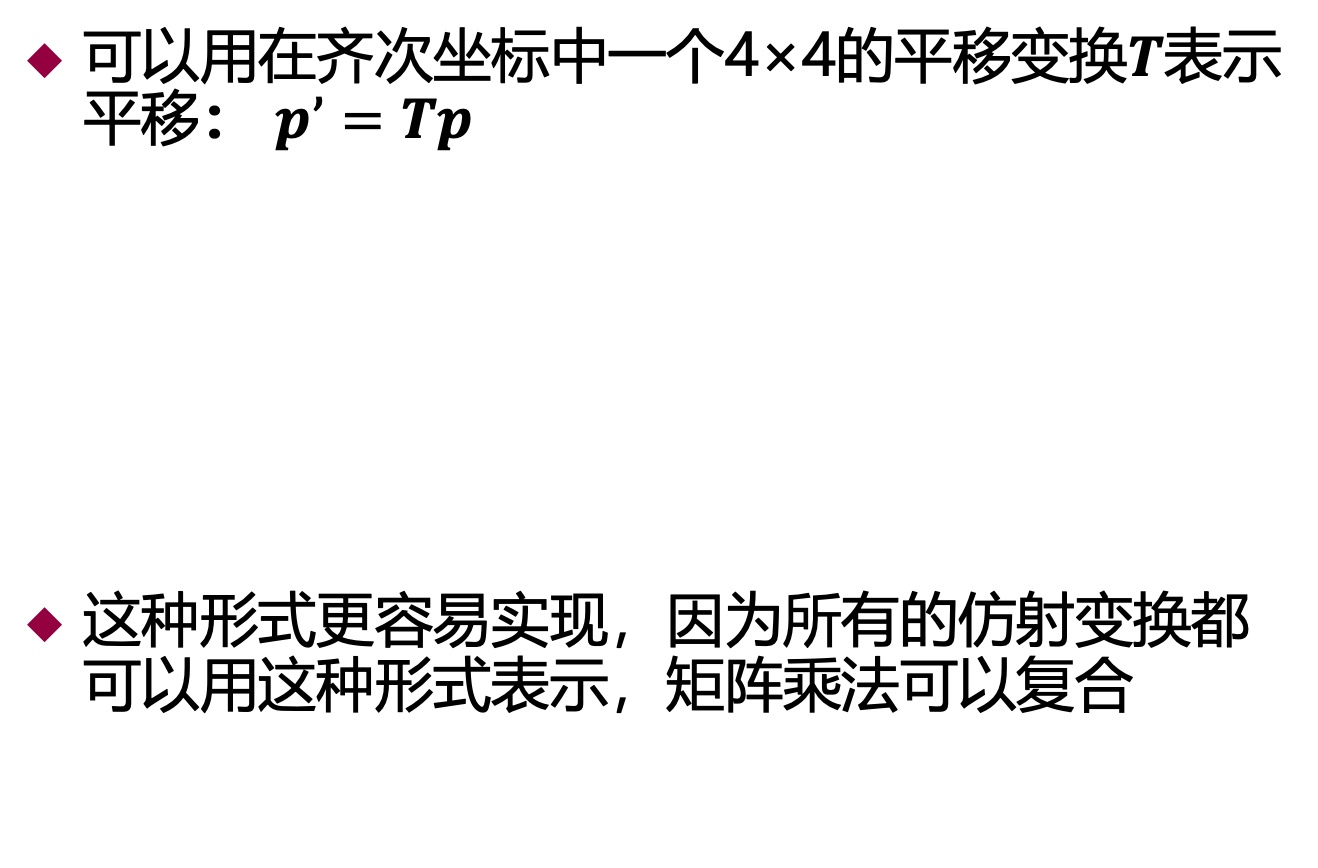 ◆ 可以用在齐次坐标中一个4×4的平移变换T表示
平移： p’ = Tp
◆ 这种形式更容易实现，因为所有的仿射变换都
可以用这种形式表示，矩阵乘法可以复合